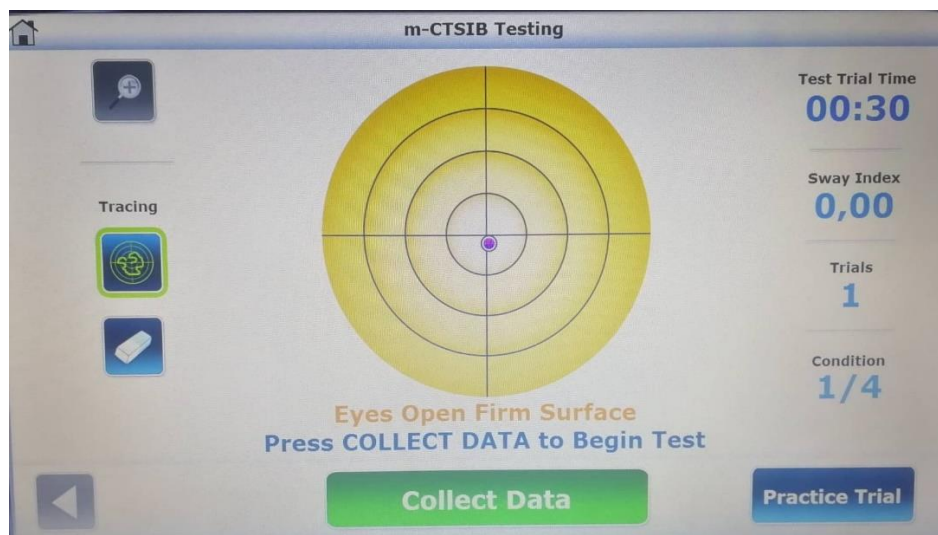 m-CTSIB Testing
Tracing
Test Trial Time
00:30
Sway Index
0,00
Trials
1
Condition
1/4
Eyes Open Firm Surface
Press COLLECT DATA to Begin Test
Collect Data
Practice Trial